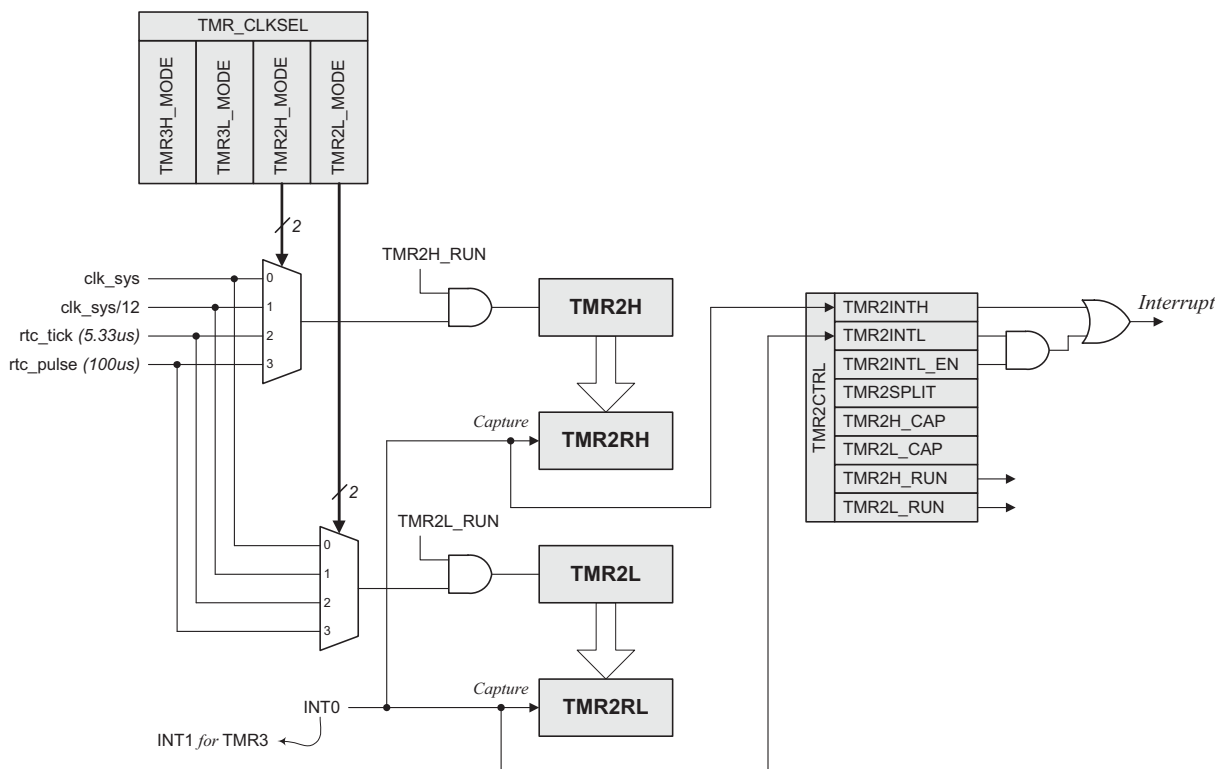 TMR_CLKSEL
TMR3H_MODE
TMR3L_MODE
TMR2H_MODE
TMR2L_MODE
2
TMR2H_RUN
clk_sys
clk_sys/12
rtc_tick (5.33us)
rtc_pulse (100us)
0
1
2
3
TMR2H
Capture
TMR2RH
2
TMR2L_RUN
0
1
2
3
TMR2L
Capture
TMR2RL
INT0
INT1 for TMR3
TMR2CTRL
TMR2INTH
TMR2INTL
TMR2INTL_EN
TMR2SPLIT
TMR2H_CAP
TMR2L_CAP
TMR2H_RUN
TMR2L_RUN
Interrupt